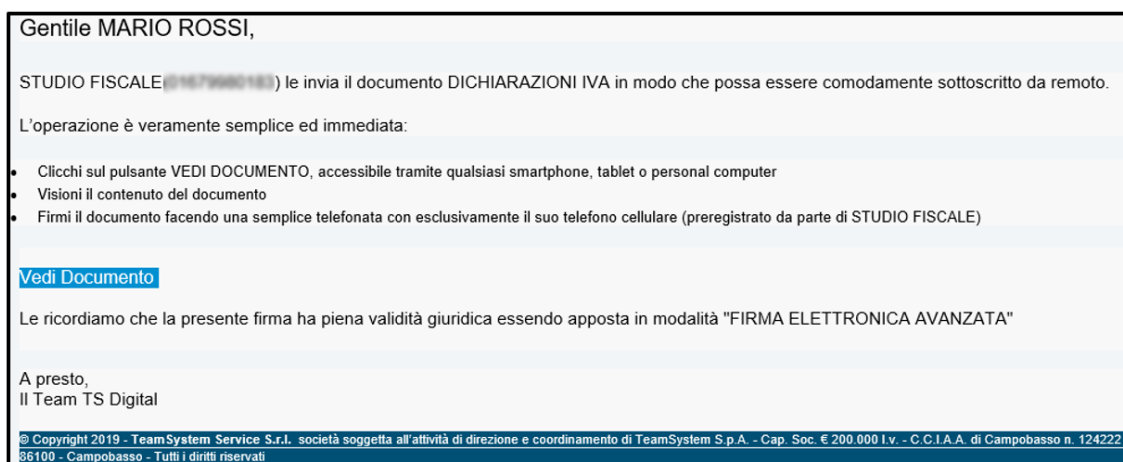 Gentile MARIO ROSSI,
STUDIO FISCALE( ) le invia il documento DICHIARAZIONI IVA in modo che possa essere comodamente sottoscritto da remoto.
L'operazione è veramente semplice ed immediata:
• Clicchi sul pulsante VEDI DOCUMENTO, accessibile tramite qualsiasi smartphone, tablet o personal computer
• Visioni il contenuto del documento
• Firmi il documento facendo una semplice telefonata con esclusivamente il suo telefono cellulare (preregistrato da parte di STUDIO FISCALE)
Vedi Documento
Le ricordiamo che la presente firma ha piena validità giuridica essendo apposta in modalità "FIRMA ELETTRONICA AVANZATA"
A presto,
Il Team TS Digital
© Copyright 2019 - TeamSystem Service S.r.l. società soggetta all'attività di direzione e coordinamento di TeamSystem S.p.A. - Cap. Soc. € 200.000 I.v. - C.C.I.A.A. di Campobasso n. 124222
86100 - Campobasso - Tutti i diritti riservati